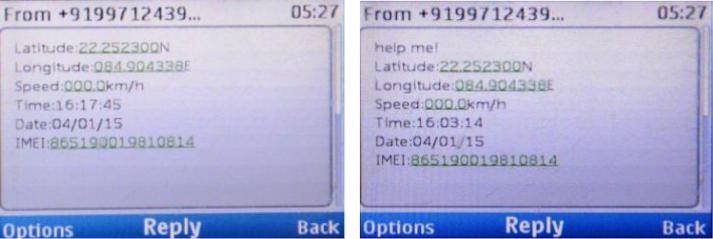 From +9199712439... 05:27
Latitude:22.252300N
Longitude:084.904338E
Speed:000.0km/h
Time:16:17:45
Date:04/01/15
IMEI:865190019810814
Options Reply Back
From +9199712439... 05:27
help me!
Latitude:22.252300N
Longitude:084.904338E
Speed:000.0km/h
Time:16:03:14
Date:04/01/15
IMEI:865190019810814
Options Reply Back